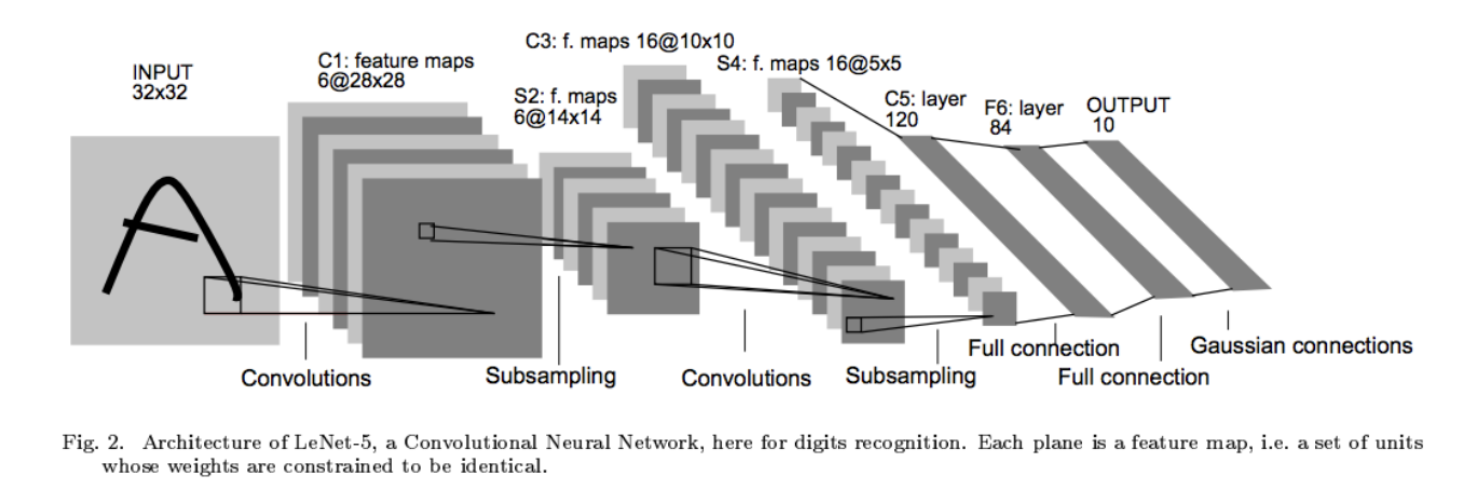 INPUT
32x32
C1: feature maps
6@28x28
S2: f. maps
6@14x14
C3: f. maps 16@10x10
S4: f. maps 16@5x5
C5: layer
120
F6: layer
84
OUTPUT
10
Convolutions
Subsampling
Convolutions
Subsampling
Full connection
Full connection
Gaussian connections
Fig. 2. Architecture of LeNet-5, a Convolutional Neural Network, here for digits recognition. Each plane is a feature map, i.e. a set of units
whose weights are constrained to be identical.